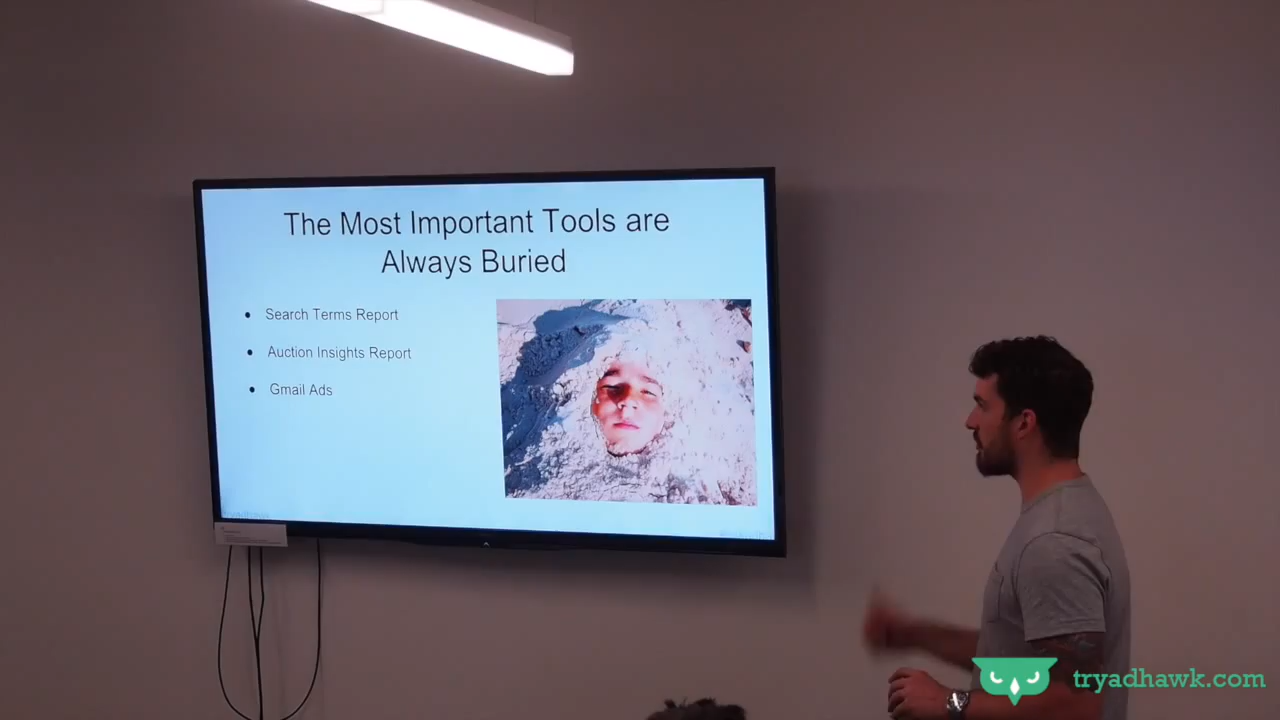 The Most Important Tools are
Always Buried
• Search Terms Report
• Auction Insights Report
• Gmail Ads
tryadhawk.com